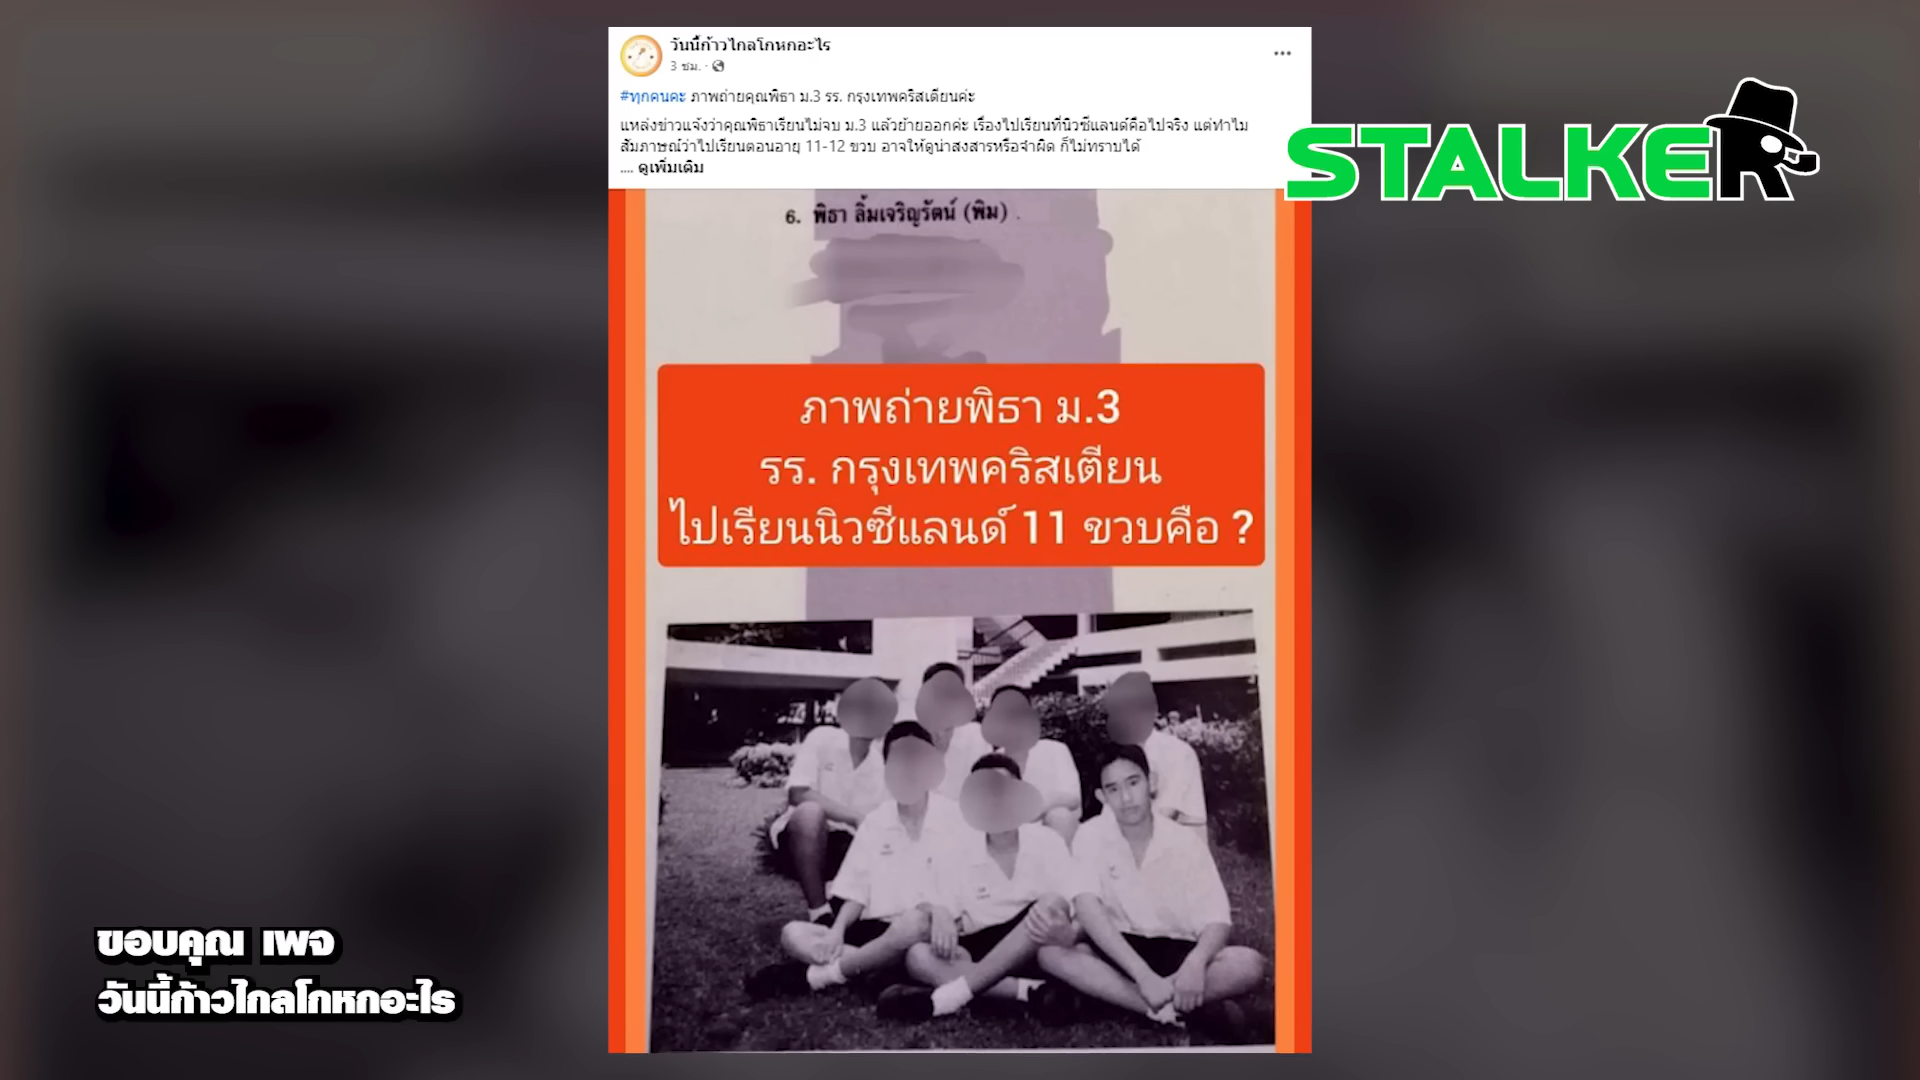 วันนี้ก้าวไกลโกหกอะไร
3 ชม.
#ทุกคนคะ ภาพถ่ายคุณพิธา ม.3 รร. กรุงเทพคริสเตียนค่ะ
แหล่งข่าวแจ้งว่าคุณพิธาเรียนไม่จบ ม.3 แล้วย้ายออกค่ะ เรื่องไปเรียนที่นิวซีแลนด์คือไปจริง แต่ทำไม
สัมภาษณ์ว่าไปเรียนตอนอายุ 11-12 ขวบ อาจให้ดูน่าสงสารหรือจำผิด ก็ไม่ทราบได้
.... ดูเพิ่มเติม
STALKER
6. พิธา ลิ้มเจริญรัตน์ (พิม)
ภาพถ่ายพิธา ม.3
รร. กรุงเทพคริสเตียน
ไปเรียนนิวซีแลนด์ 11 ขวบคือ ?
ขอบคุณ เพจ
วันนี้ก้าวไกลโกหกอะไร